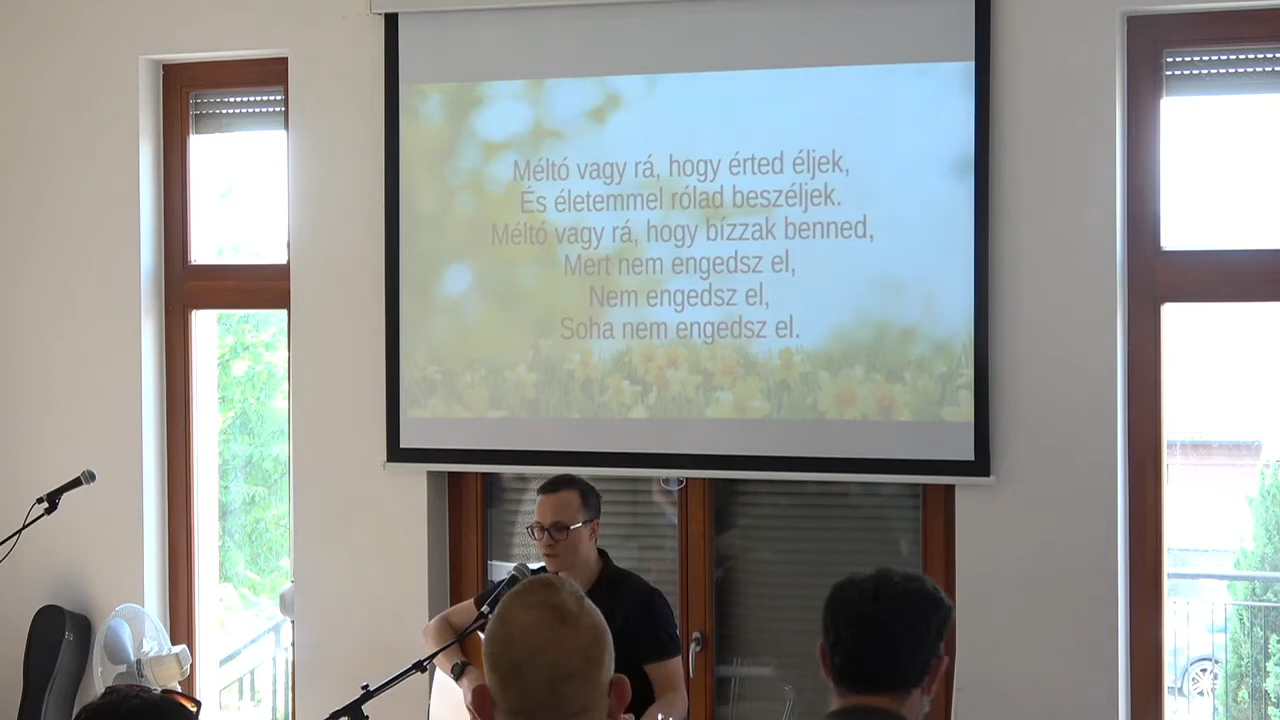 Méltó vagy rá, hogy érted éljek,
És életemmel rólad beszéljek.
Méltó vagy rá, hogy bízzak benned,
Mert nem engedsz el,
Nem engedsz el,
Soha nem engedsz el.